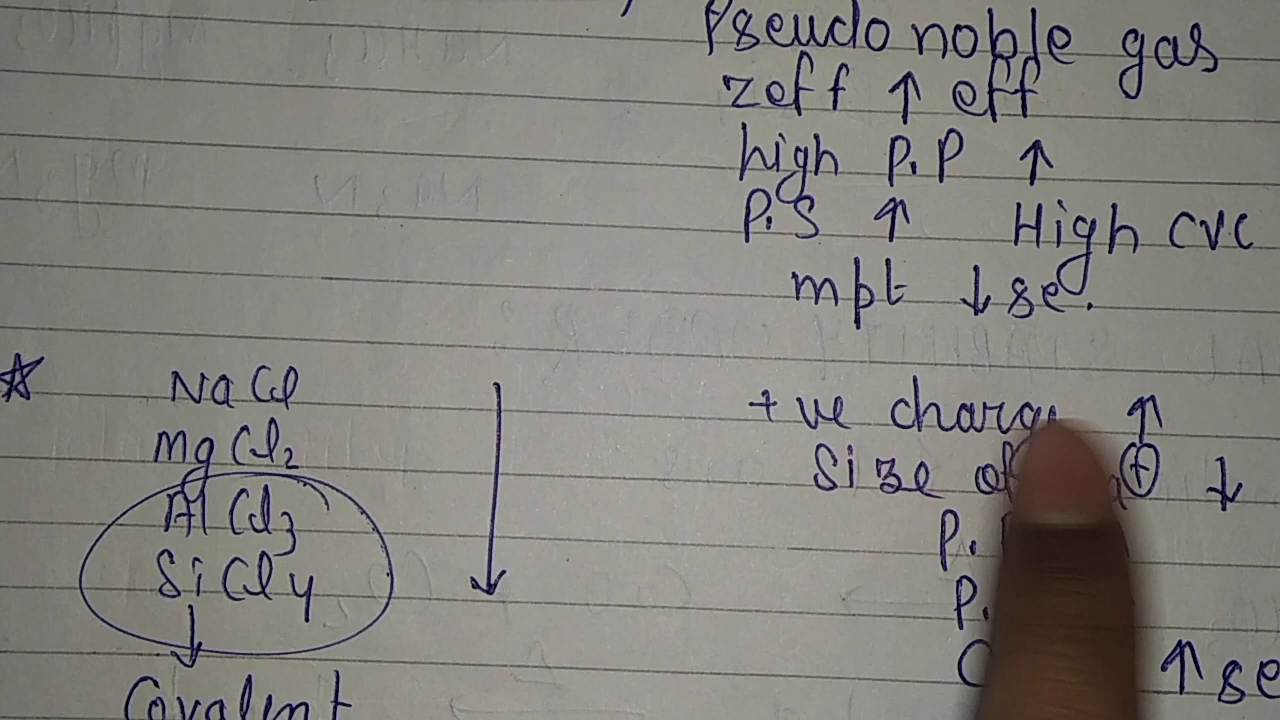 Pseudo noble gas
zeff ↑ eff
high P.P ↑
P.S ↑ High CVC
mpt ↓se.
☆ NaCl
MgCl2
AlCl3
SiCl4
↓
Covalent
+ve charge ↑
Size of ↓
P.
P.
C ↑se